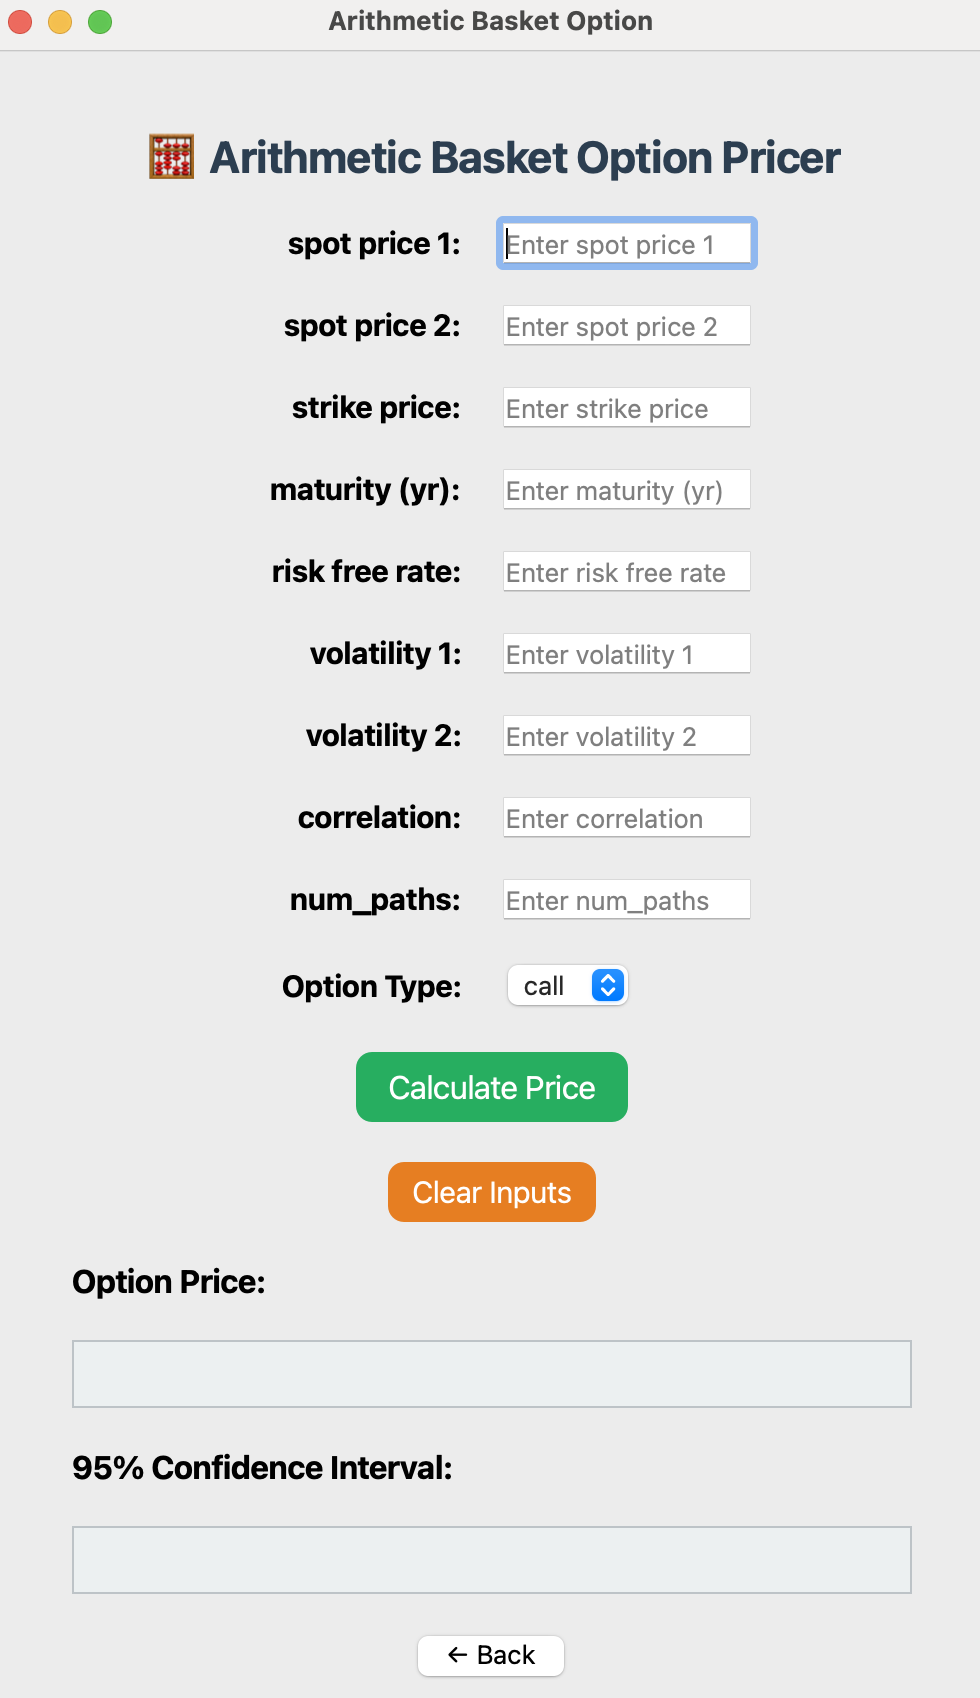 Arithmetic Basket Option
Arithmetic Basket Option Pricer
spot price 1: Enter spot price 1
spot price 2: Enter spot price 2
strike price: Enter strike price
maturity (yr): Enter maturity (yr)
risk free rate: Enter risk free rate
volatility 1: Enter volatility 1
volatility 2: Enter volatility 2
correlation: Enter correlation
num_paths: Enter num_paths
Option Type: call
Calculate Price
Clear Inputs
Option Price:
95% Confidence Interval:
← Back